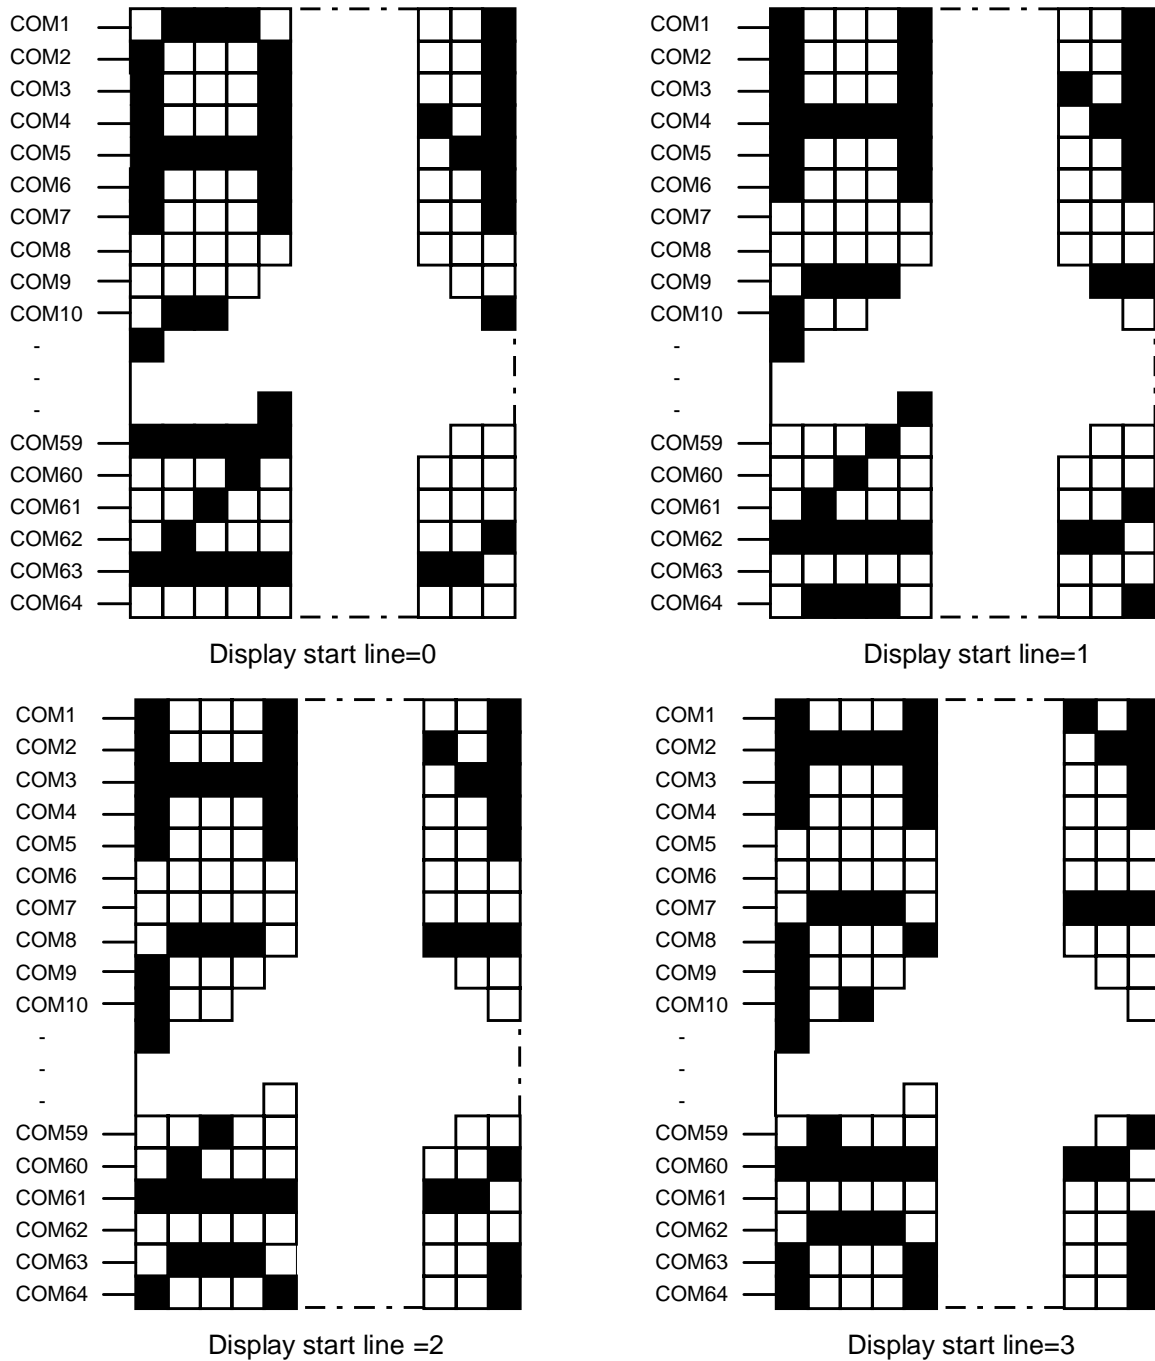 COM1
COM2
COM3
COM4
COM5
COM6
COM7
COM8
COM9
COM10
-
-
-
COM59
COM60
COM61
COM62
COM63
COM64
Display start line=0
COM1
COM2
COM3
COM4
COM5
COM6
COM7
COM8
COM9
COM10
-
-
-
COM59
COM60
COM61
COM62
COM63
COM64
Display start line=1
COM1
COM2
COM3
COM4
COM5
COM6
COM7
COM8
COM9
COM10
-
-
-
COM59
COM60
COM61
COM62
COM63
COM64
Display start line =2
COM1
COM2
COM3
COM4
COM5
COM6
COM7
COM8
COM9
COM10
-
-
-
COM59
COM60
COM61
COM62
COM63
COM64
Display start line=3